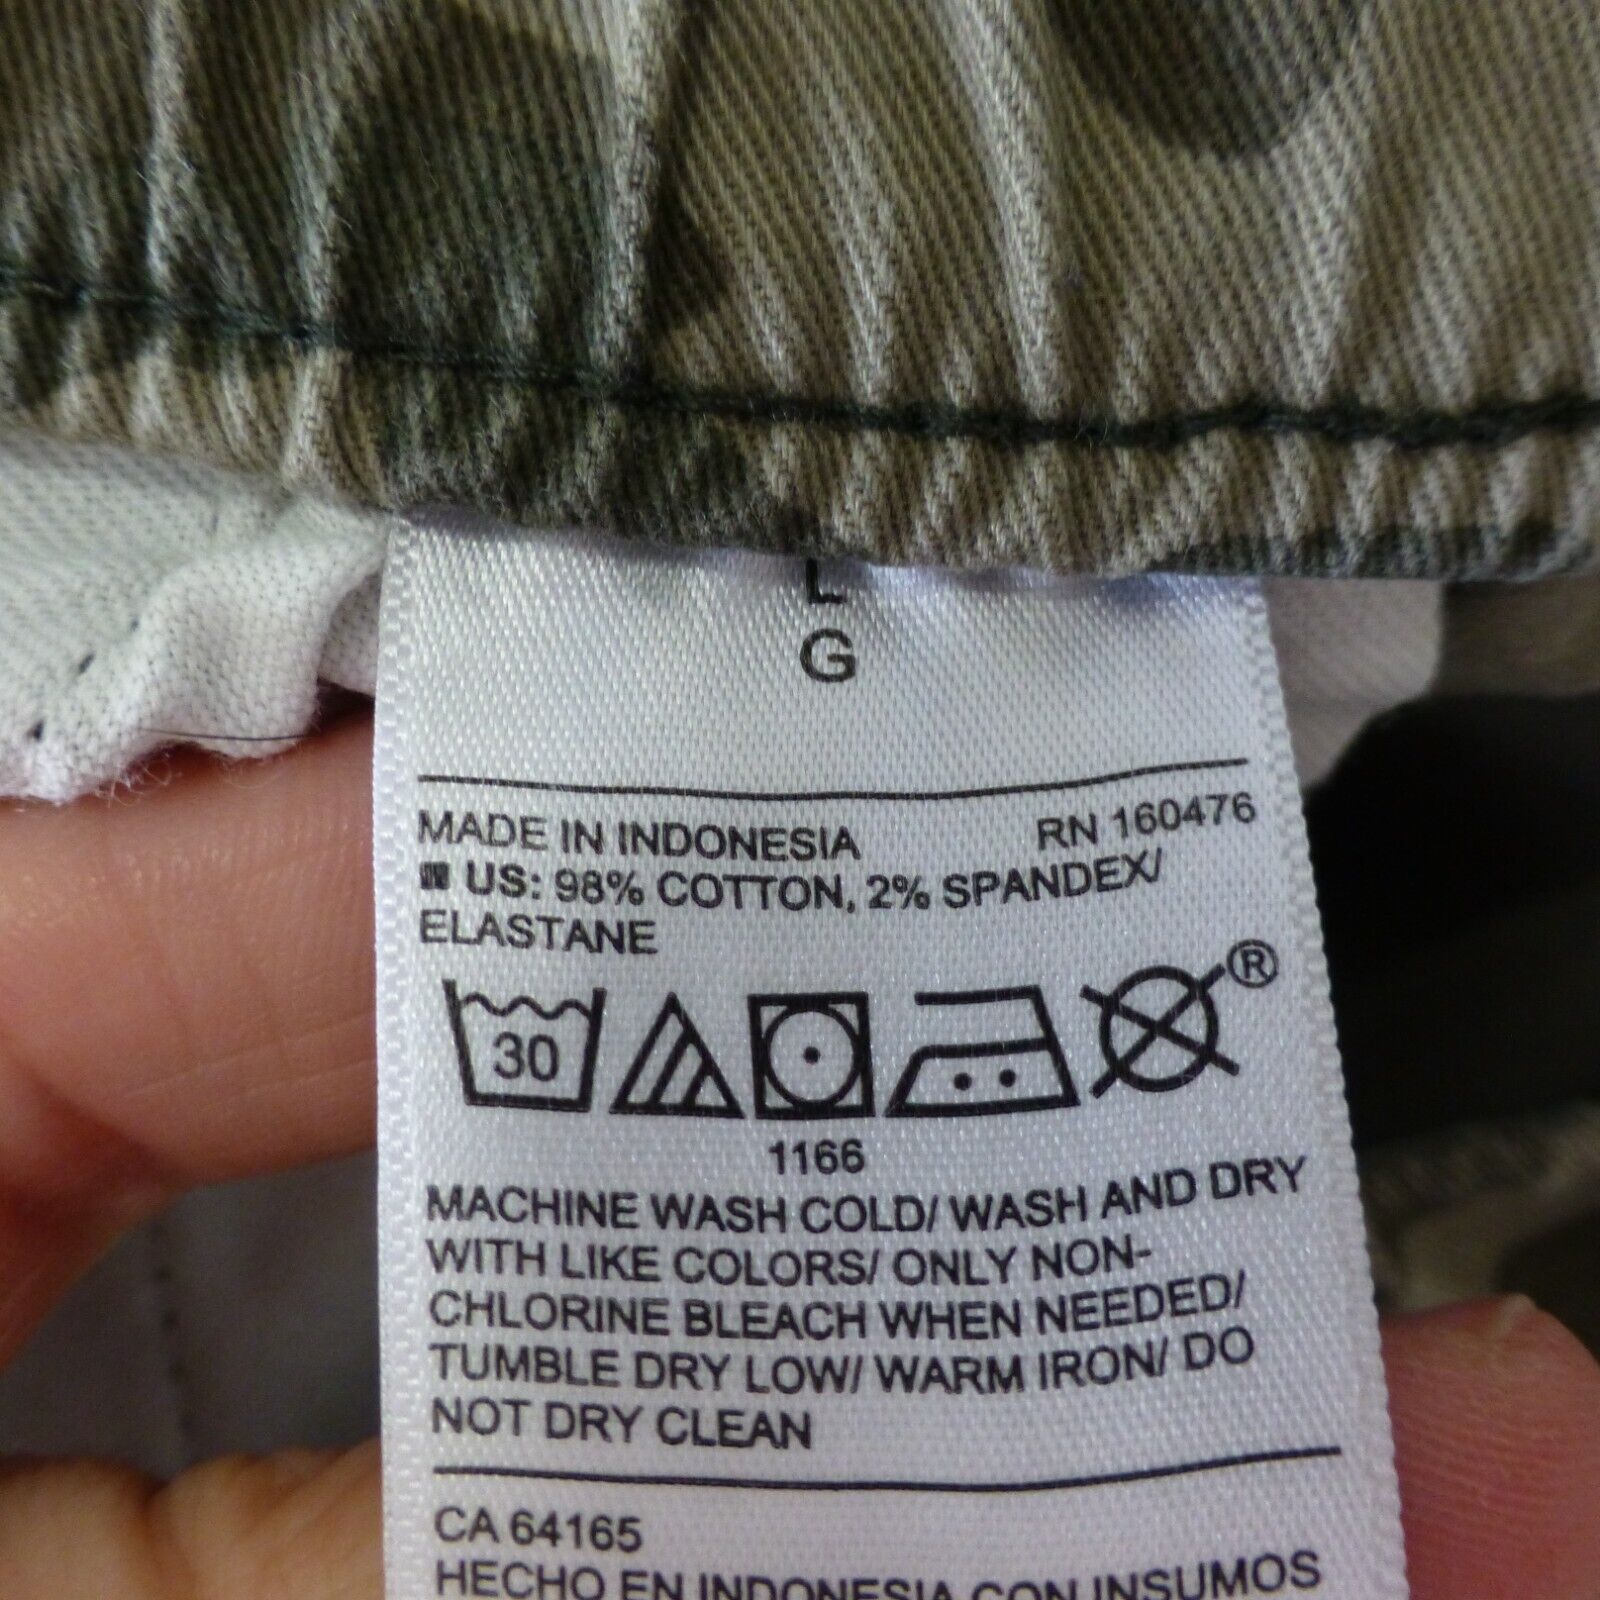 L
G
MADE IN INDONESIA RN 160476
US: 98% COTTON, 2% SPANDEX/
ELASTANE
®
30
1166
MACHINE WASH COLD/ WASH AND DRY
WITH LIKE COLORS/ ONLY NON-
CHLORINE BLEACH WHEN NEEDED/
TUMBLE DRY LOW/ WARM IRON/ DO
NOT DRY CLEAN
CA 64165
HECHO EN INDONESIA CON INSUMOS